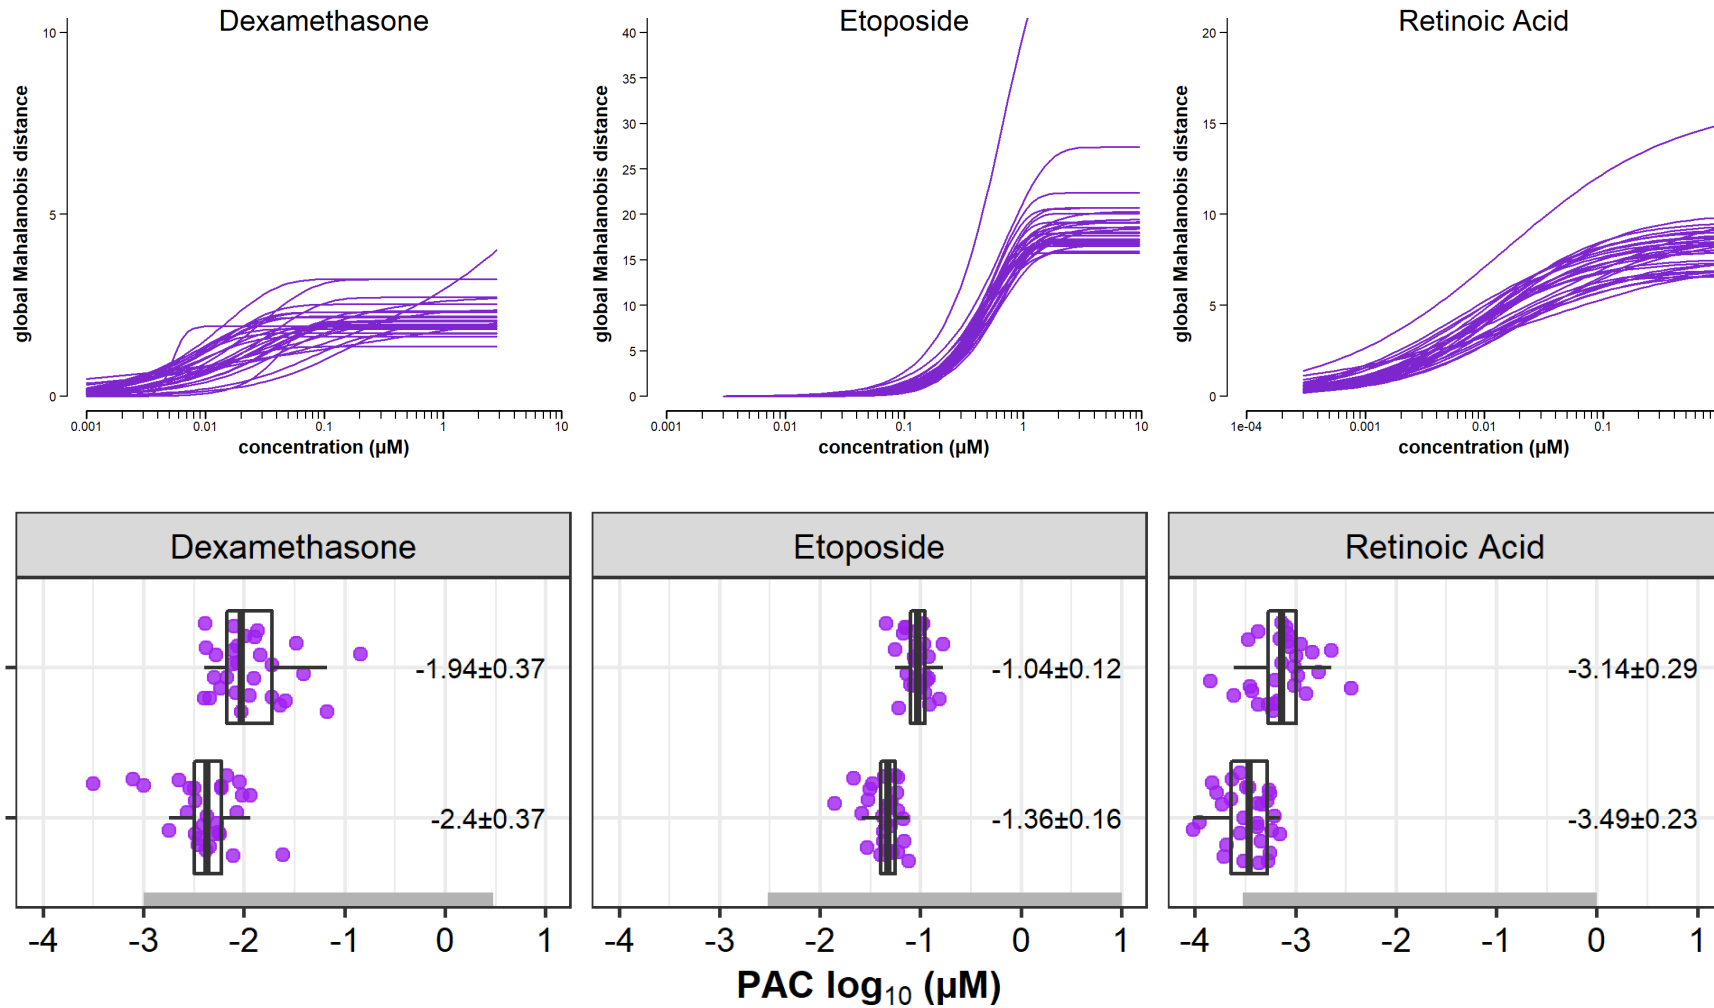 Dexamethasone
10
5
0
global Mahalanobis distance
0.001 0.01 0.1 1 10
concentration (µM)
Etoposide
40
35
30
25
20
15
10
5
0
global Mahalanobis distance
0.001 0.01 0.1 1 10
concentration (µM)
Retinoic Acid
20
15
10
5
0
global Mahalanobis distance
1e-04 0.001 0.01 0.1
concentration (µM)
Dexamethasone
-1.94±0.37
-2.4±0.37
-4 -3 -2 -1 0 1
Etoposide
-1.04±0.12
-1.36±0.16
-4 -3 -2 -1 0 1
Retinoic Acid
-3.14±0.29
-3.49±0.23
-4 -3 -2 -1 0 1
PAC log10 (µM)